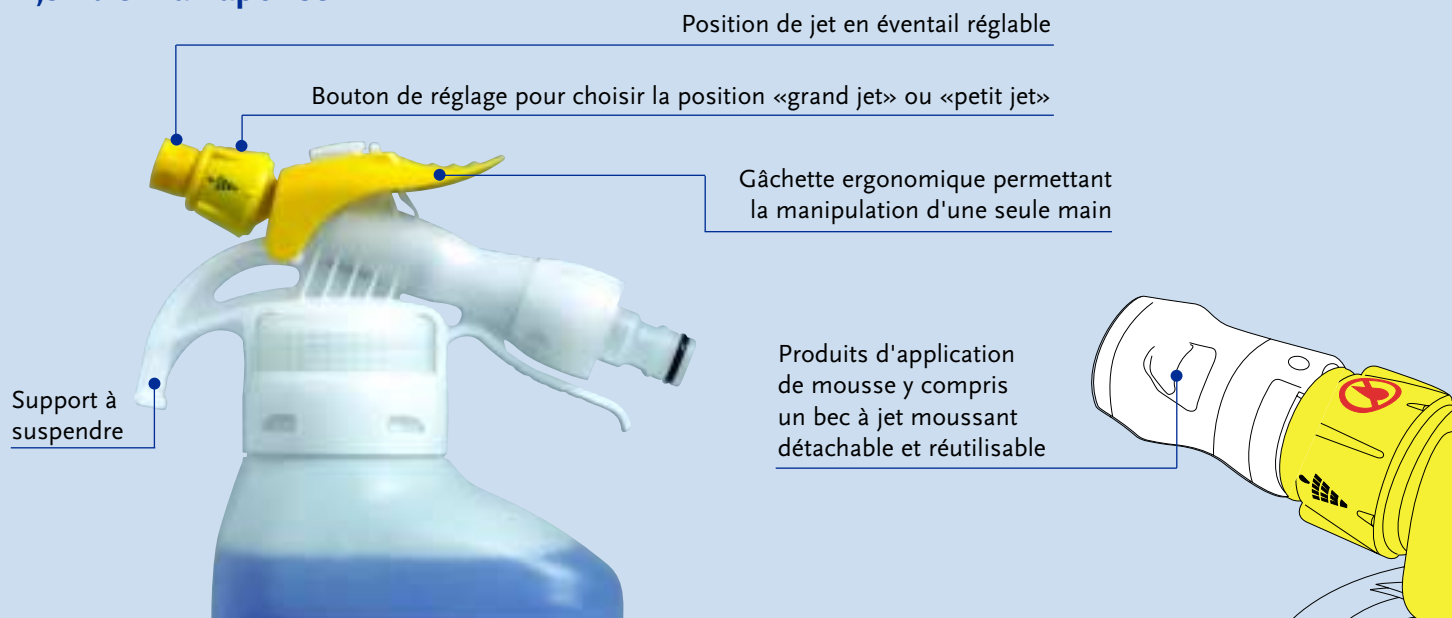 Position de jet en éventail réglable
Bouton de réglage pour choisir la position «grand jet» ou «petit jet»
Gâchette ergonomique permettant
la manipulation d'une seule main
Produits d'application
de mousse y compris
un bec à jet moussant
détachable et réutilisable
Support à
suspendre